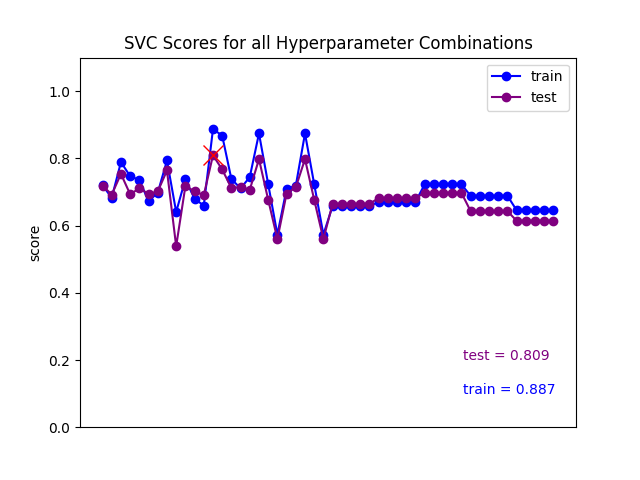 SVC Scores for all Hyperparameter Combinations
train
test
1.0
0.8
0.6
0.4
0.2
0.0
score
test = 0.809
train = 0.887